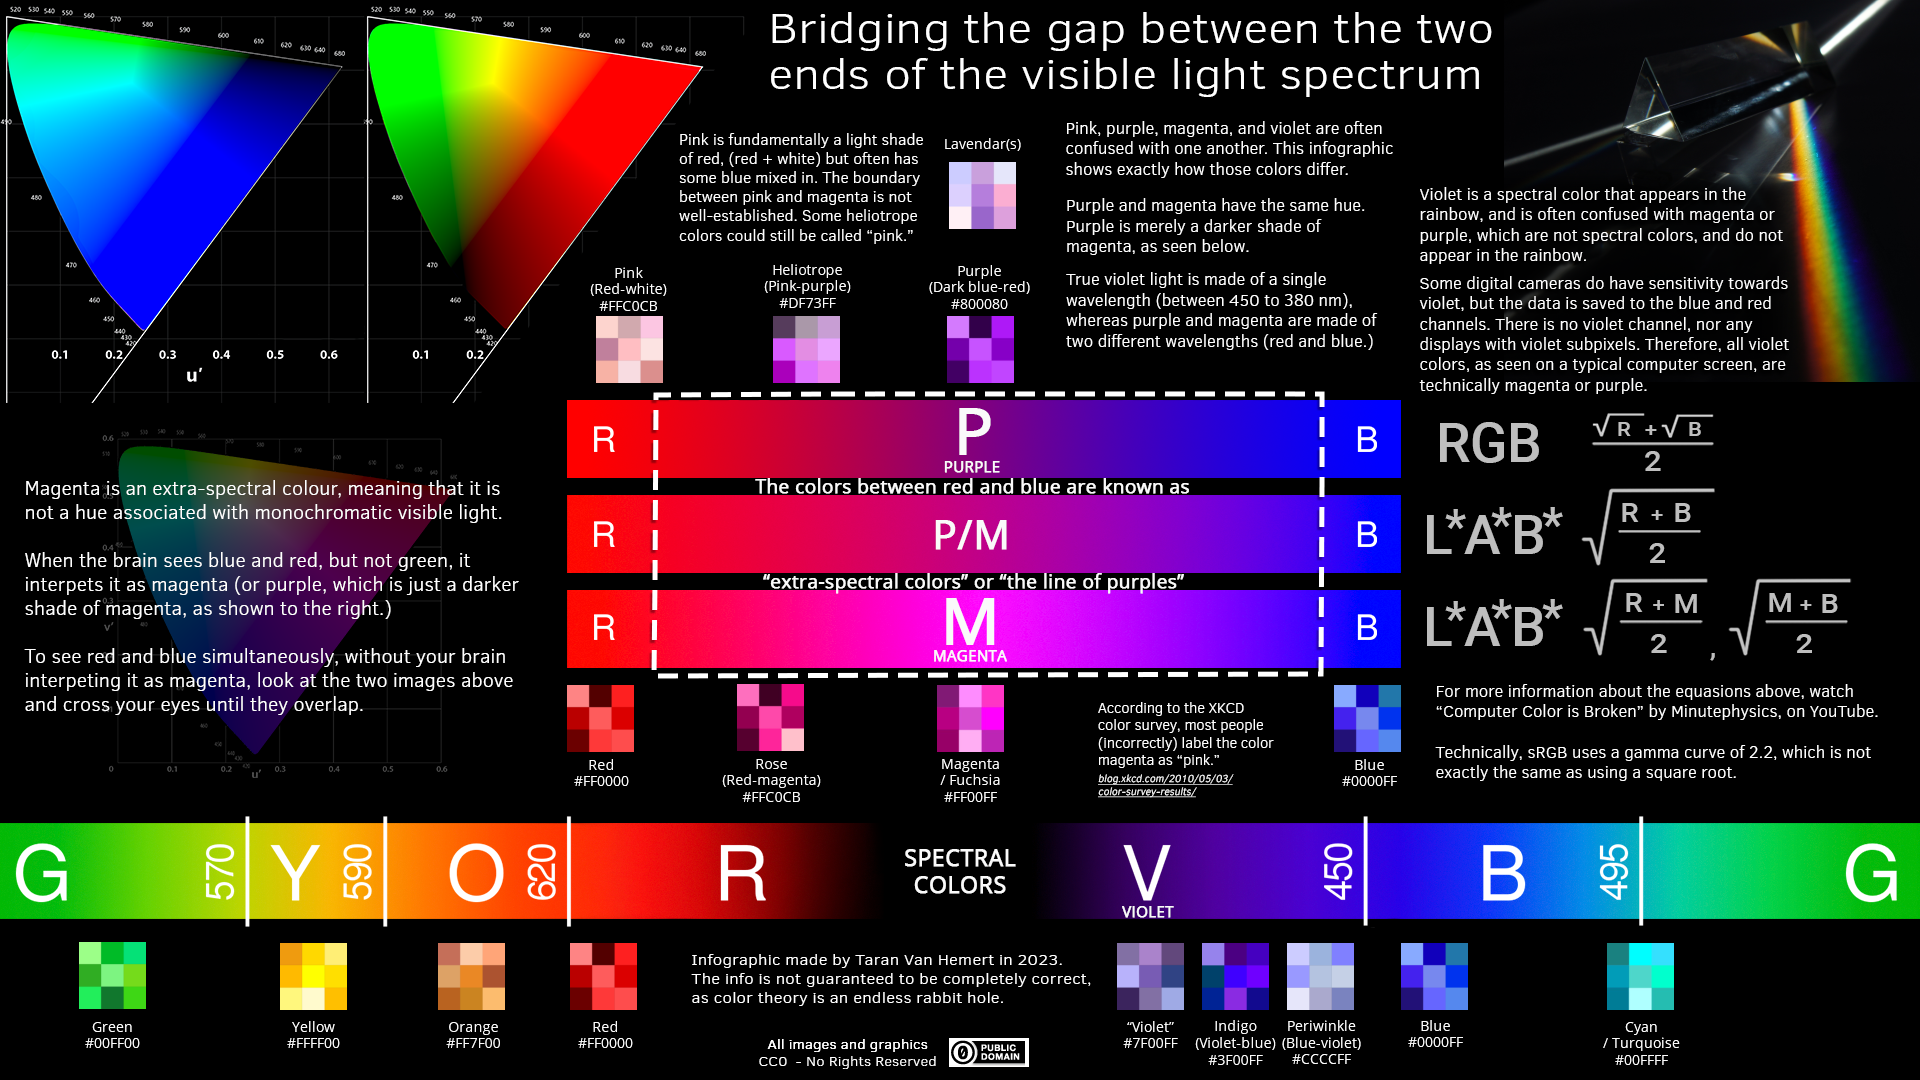 Bridging the gap between the two
ends of the visible light spectrum
520 530 540 550 560 570 580 590 600 610 620 630 640 680
480
470
460
450
440
430
420
0.1 0.2 0.3 0.4 0.5 0.6
u′
520 530 540 550 560 570 580 590 600 610 620 630 640 680
480
470
460
450
440
430
420
0.1 0.2
Pink is fundamentally a light shade
of red, (red + white) but often has
some blue mixed in. The boundary
between pink and magenta is not
well-established. Some heliotrope
colors could still be called “pink.”
Lavendar(s)
Pink, purple, magenta, and violet are often
confused with one another. This infographic
shows exactly how those colors differ.
Purple and magenta have the same hue.
Purple is merely a darker shade of
magenta, as seen below.
True violet light is made of a single
wavelength (between 450 to 380 nm),
whereas purple and magenta are made of
two different wavelengths (red and blue.)
Violet is a spectral color that appears in the
rainbow, and is often confused with magenta or
purple, which are not spectral colors, and do not
appear in the rainbow.
Some digital cameras do have sensitivity towards
violet, but the data is saved to the blue and red
channels. There is no violet channel, nor any
displays with violet subpixels. Therefore, all violet
colors, as seen on a typical computer screen, are
technically magenta or purple.
Pink
(Red-white)
#FFC0CB
Heliotrope
(Pink-purple)
#DF73FF
Purple
(Dark blue-red)
#800080
R P B
PURPLE
The colors between red and blue are known as
R P/M B
“extra-spectral colors” or “the line of purples”
R M B
MAGENTA
RGB √R + √B
2
L*A*B* √ R + B
2
L*A*B* √ R + M
2
, √ M + B
2
Magenta is an extra-spectral colour, meaning that it is
not a hue associated with monochromatic visible light.
When the brain sees blue and red, but not green, it
interpets it as magenta (or purple, which is just a darker
shade of magenta, as shown to the right.)
To see red and blue simultaneously, without your brain
interpeting it as magenta, look at the two images above
and cross your eyes until they overlap.
0.6
0.4
0.3
v′
0 0.1 0.2 0.3 0.4 0.5 0.6
u′
Red
#FF0000
Rose
(Red-magenta)
#FFC0CB
Magenta
/ Fuchsia
#FF00FF
According to the XKCD
color survey, most people
(incorrectly) label the color
magenta as “pink.”
blog.xkcd.com/2010/05/03/
color-survey-results/
Blue
#0000FF
For more information about the equasions above, watch
“Computer Color is Broken” by Minutephysics, on YouTube.
Technically, sRGB uses a gamma curve of 2.2, which is not
exactly the same as using a square root.
G 570 Y 590 O 620 R
SPECTRAL
COLORS
V 450 B 495 G
VIOLET
Green
#00FF00
Yellow
#FFFF00
Orange
#FF7F00
Red
#FF0000
Infographic made by Taran Van Hemert in 2023.
The info is not guaranteed to be completely correct,
as color theory is an endless rabbit hole.
All images and graphics
CC0 - No Rights Reserved
PUBLIC
DOMAIN
“Violet”
#7F00FF
Indigo
(Violet-blue)
#3F00FF
Periwinkle
(Blue-violet)
#CCCCFF
Blue
#0000FF
Cyan
/ Turquoise
#00FFFF